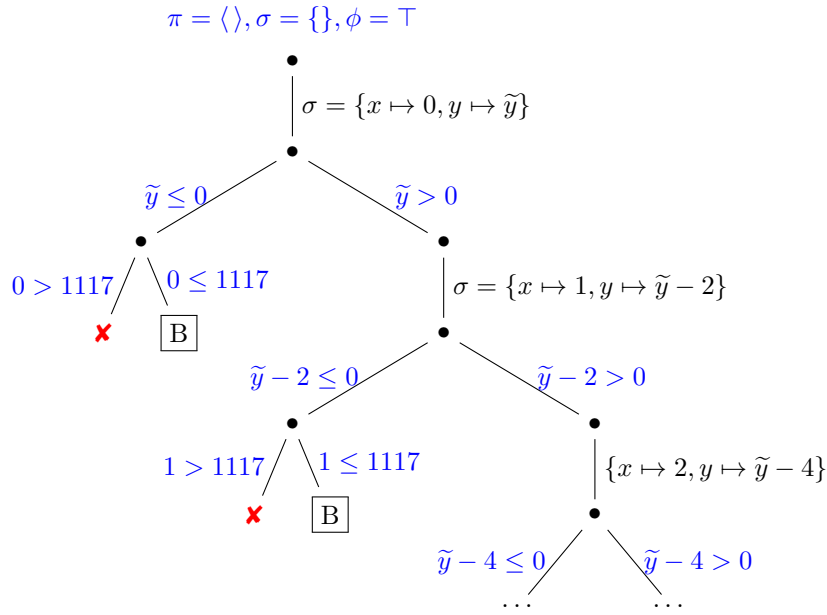 π = ⟨ ⟩, σ = {}, ϕ = ⊤
σ = {x ↦ 0, y ↦ ỹ}
ỹ ≤ 0
ỹ > 0
0 > 1117
0 ≤ 1117
σ = {x ↦ 1, y ↦ ỹ − 2}
✘
B
ỹ − 2 ≤ 0
ỹ − 2 > 0
1 > 1117
1 ≤ 1117
{x ↦ 2, y ↦ ỹ − 4}
✘
B
ỹ − 4 ≤ 0
ỹ − 4 > 0
...
...